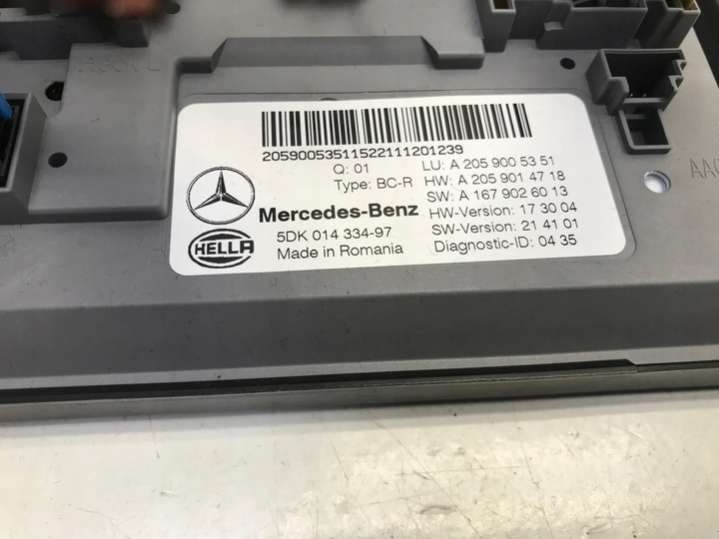 20590053511522111201239
Q: 01
Type: BC-R
LU: A 205 900 53 51
HW: A 205 901 47 18
SW: A 167 902 60 13
HW-Version: 17 30 04
SW-Version: 21 41 01
Diagnostic-ID: 04 35
Mercedes-Benz
HELLA
5DK 014 334-97
Made in Romania